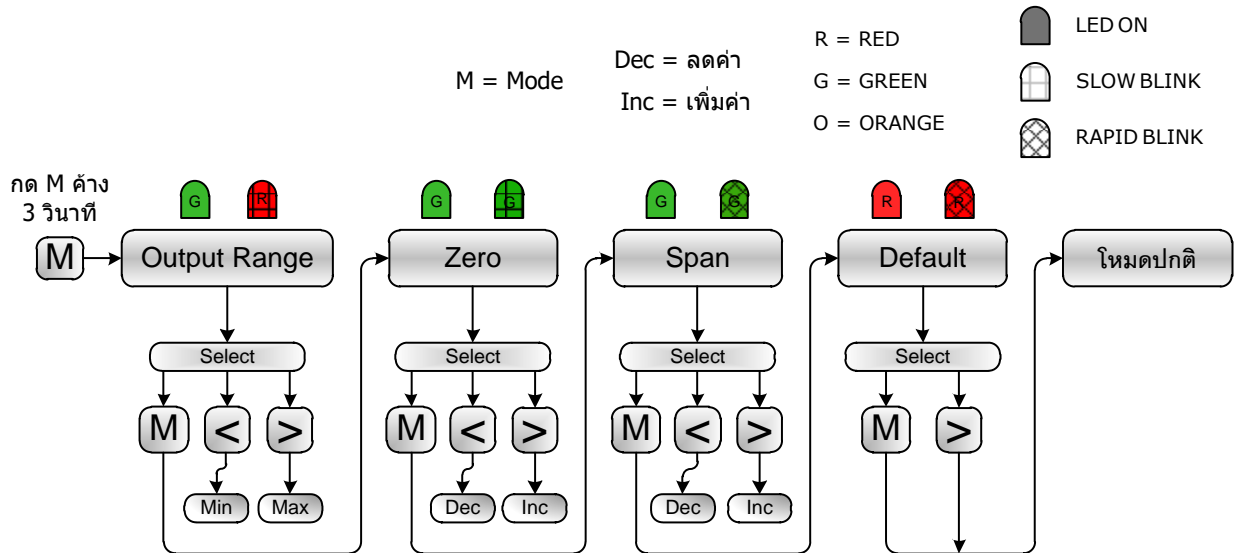 M = Mode
Dec = ลดค่า
Inc = เพิ่มค่า
R = RED
G = GREEN
O = ORANGE
LED ON
SLOW BLINK
RAPID BLINK
กด M ค้าง
3 วินาที
G R G G G G R R
M Output Range Zero Span Default โหมดปกติ
Select Select Select Select
M < > M < > M < > M >
Min Max Dec Inc Dec Inc